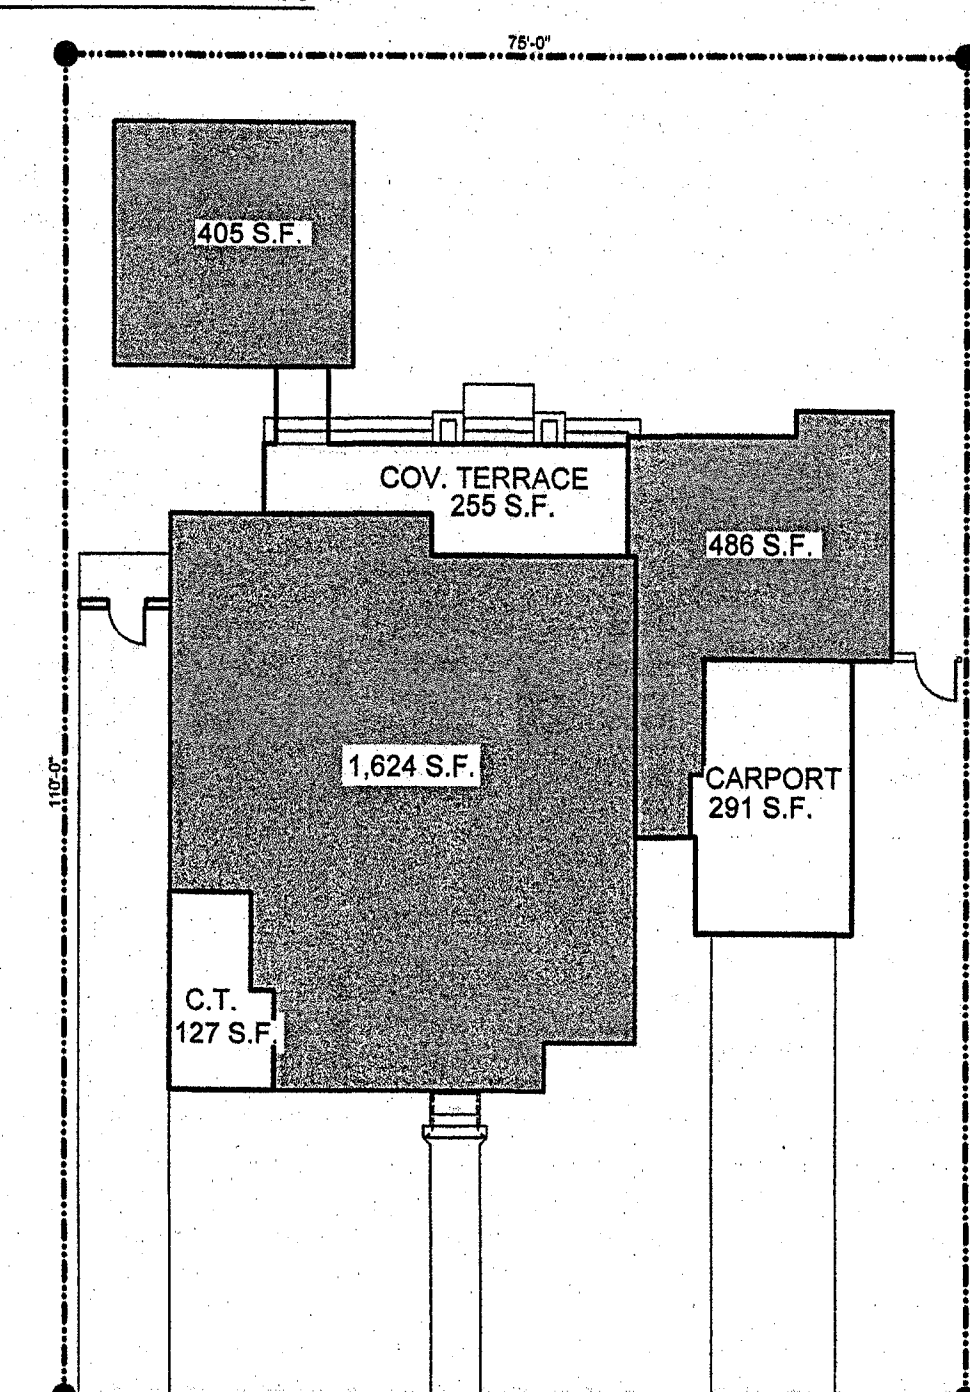 75'-0"
405 S.F.
COV. TERRACE
255 S.F.
486 S.F.
110'-0"
1,624 S.F.
CARPORT
291 S.F.
C.T.
127 S.F.